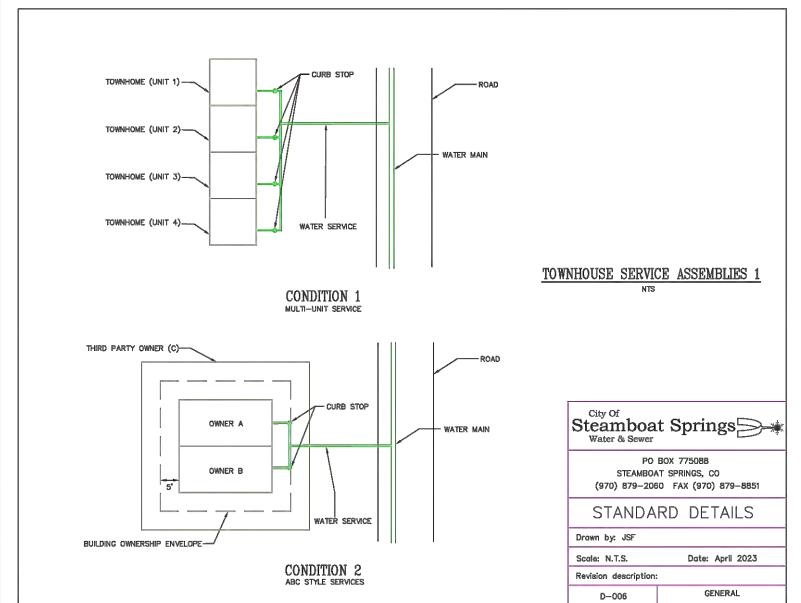 TOWNHOME (UNIT 1)
CURB STOP
ROAD
TOWNHOME (UNIT 2)
WATER MAIN
TOWNHOME (UNIT 3)
TOWNHOME (UNIT 4)
WATER SERVICE
CONDITION 1
MULTI-UNIT SERVICE
TOWNHOUSE SERVICE ASSEMBLIES 1
NTS
THIRD PARTY OWNER (C)
ROAD
CURB STOP
OWNER A
WATER MAIN
OWNER B
5'
WATER SERVICE
BUILDING OWNERSHIP ENVELOPE
CONDITION 2
ABC STYLE SERVICES
City Of
Steamboat Springs
Water & Sewer
PO BOX 775088
STEAMBOAT SPRINGS, CO
(970) 879-2060 FAX (970) 879-8851
STANDARD DETAILS
Drawn by: JSF
Scale: N.T.S. Date: April 2023
Revision description:
D-006 GENERAL